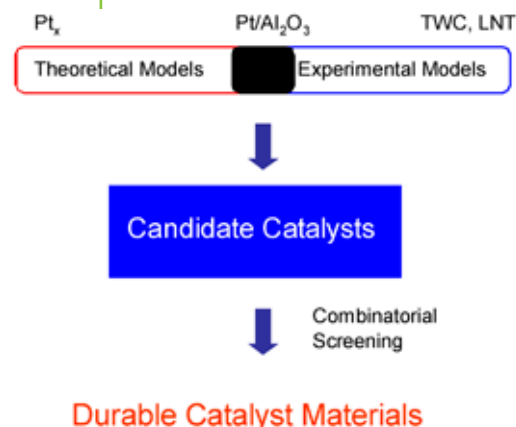 Ptₓ Pt/Al₂O₃ TWC, LNT
Theoretical Models Experimental Models
Candidate Catalysts
Combinatorial
Screening
Durable Catalyst Materials